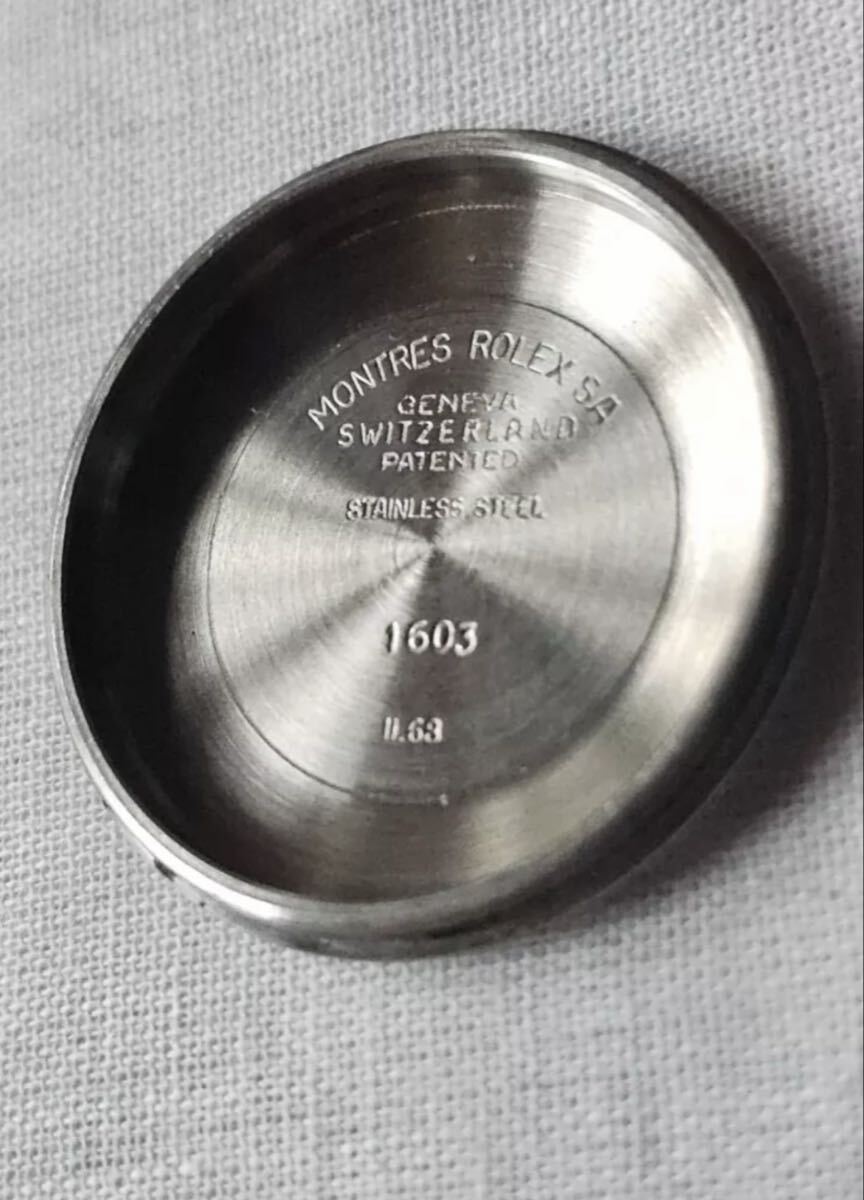 MONTRES ROLEX SA
GENEVA
SWITZERLAND
PATENTED
STAINLESS STEEL
1603
II.63